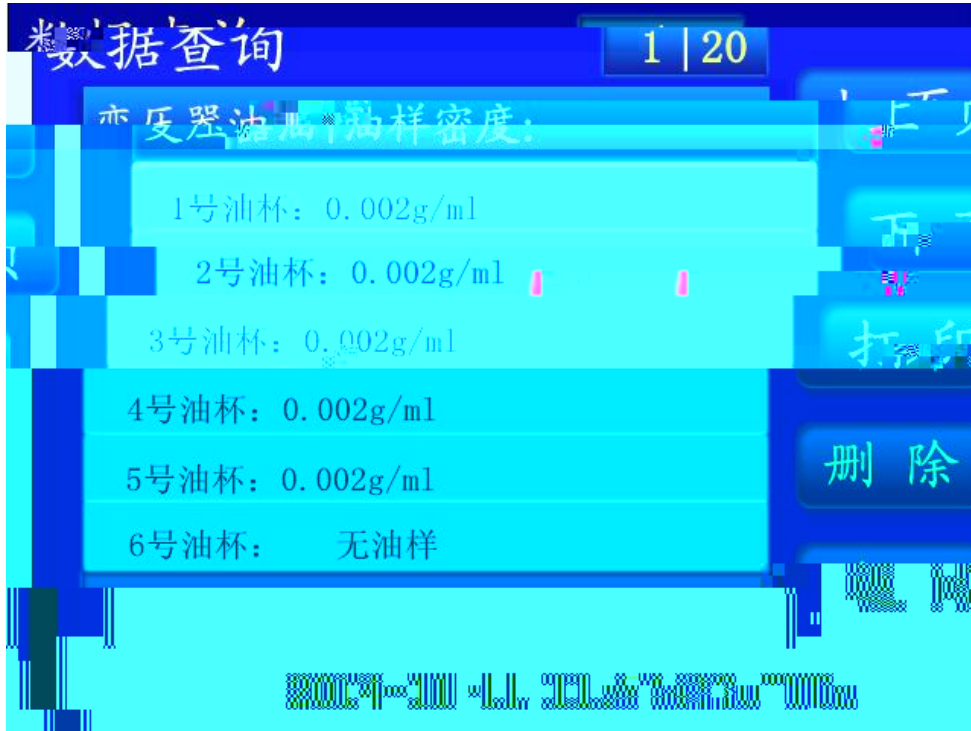 数据查询
1|20
变压器油油样密度:
1号油杯: 0.002g/ml
2号油杯: 0.002g/ml
3号油杯: 0.002g/ml
打印
4号油杯: 0.002g/ml
删除
5号油杯: 0.002g/ml
6号油杯: 无油样